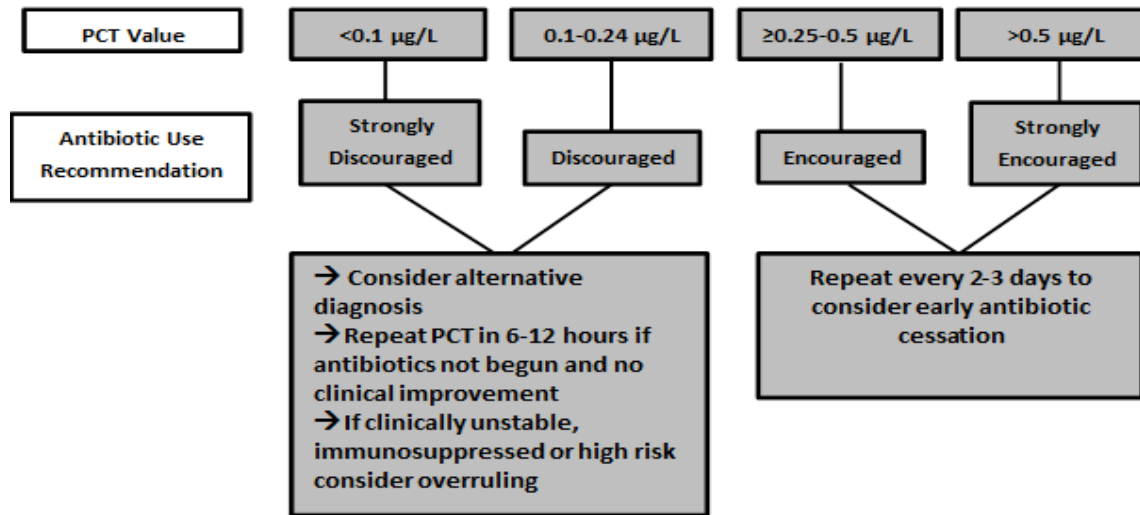 PCT Value
<0.1 µg/L
0.1-0.24 µg/L
≥0.25-0.5 µg/L
>0.5 µg/L
Antibiotic Use
Recommendation
Strongly
Discouraged
Discouraged
Encouraged
Strongly
Encouraged
→ Consider alternative
diagnosis
→Repeat PCT in 6-12 hours if
antibiotics not begun and no
clinical improvement
→If clinically unstable,
immunosuppressed or high risk
consider overruling
Repeat every 2-3 days to
consider early antibiotic
cessation